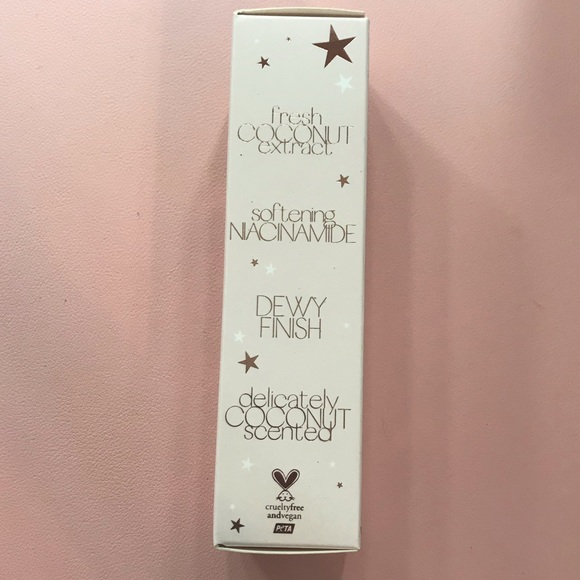 fresh
COCONUT
extract
softening
NIACINAMIDE
DEWY
FINISH
delicately
COCONUT
scented
crueltyfree
andvegan
PETA